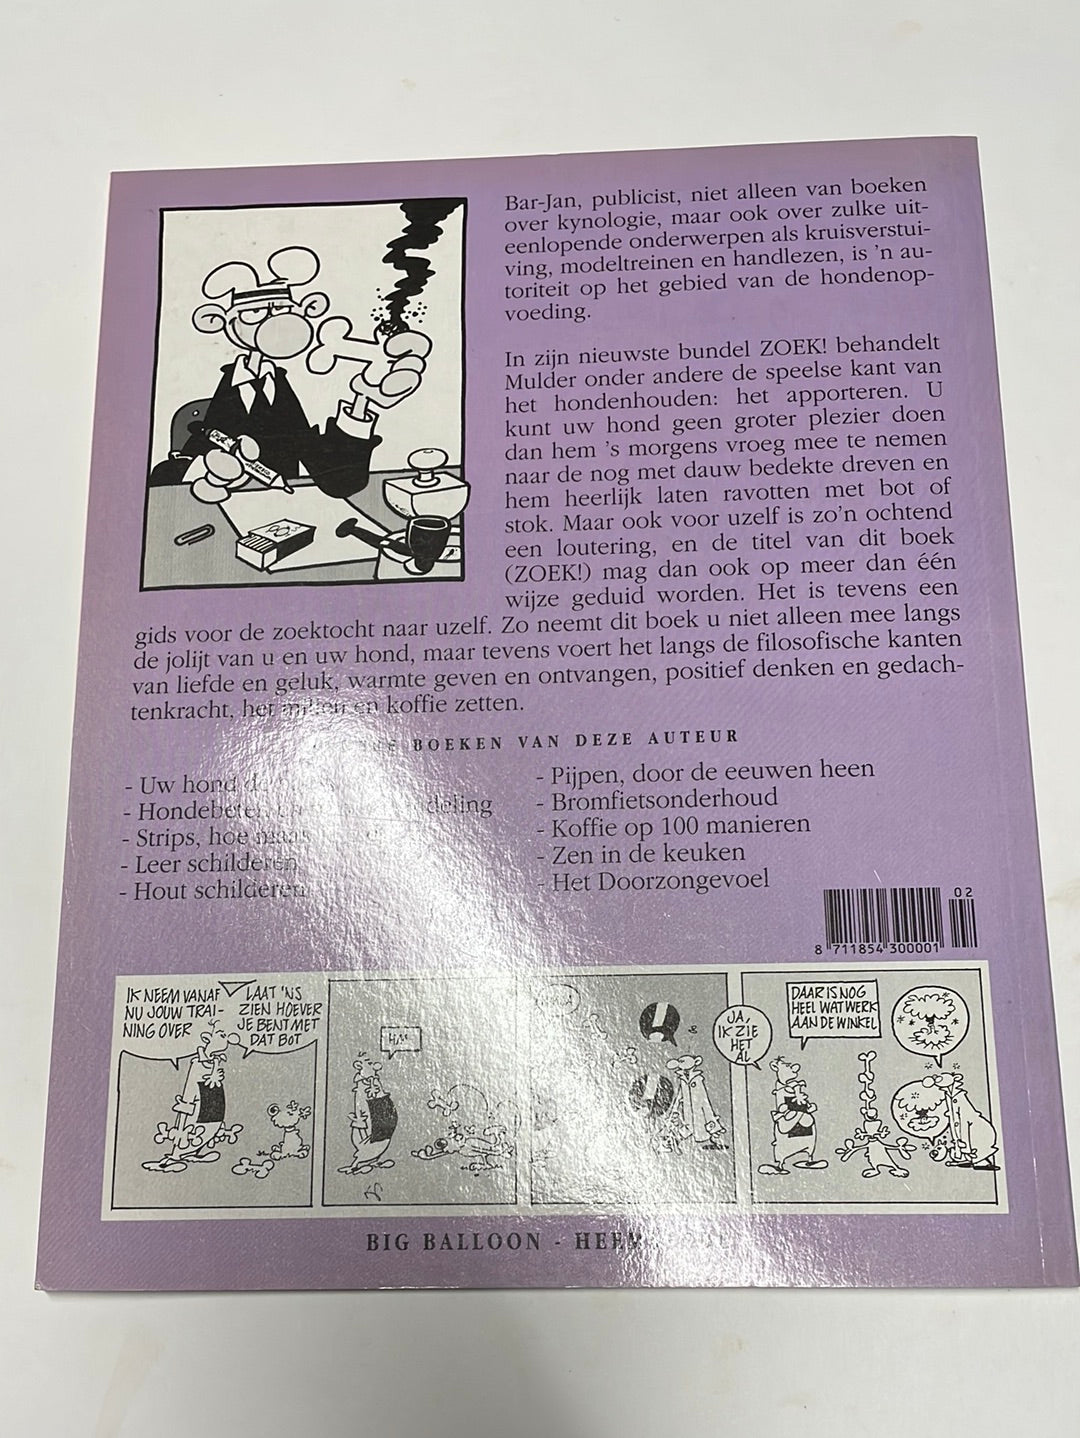 Bar-Jan, publicist, niet alleen van boeken
over kynologie, maar ook over zulke uit-
eenlopende onderwerpen als kruisverstui-
ving, modeltreinen en handlezen, is 'n au-
toriteit op het gebied van de hondenop-
voeding.
In zijn nieuwste bundel ZOEK! behandelt
Mulder onder andere de speelse kant van
het hondenhouden: het apporteren. U
kunt uw hond geen groter plezier doen
dan hem 's morgens vroeg mee te nemen
naar de nog met dauw bedekte dreven en
hem heerlijk laten ravotten met bot of
stok. Maar ook voor uzelf is zo'n ochtend
een loutering, en de titel van dit boek
(ZOEK!) mag dan ook op meer dan één
wijze geduid worden. Het is tevens een
gids voor de zoektocht naar uzelf. Zo neemt dit boek u niet alleen mee langs
de jolijt van u en uw hond, maar tevens voert het langs de filosofische kanten
van liefde en geluk, warmte geven en ontvangen, positief denken en gedach-
tenkracht, het milieu en koffie zetten.
BOEKEN VAN DEZE AUTEUR
- Uw hond de
- Hondebeten,
- Strips, hoe maak
- Leer schilderen
- Hout schilderen
- Pijpen, door de eeuwen heen
- Bromfietsonderhoud
- Koffie op 100 manieren
- Zen in de keuken
- Het Doorzongevoel
02
8 711854 300001
IK NEEM VANAF
NU JOUW TRAI-
NING OVER
LAAT 'NS
ZIEN HOEVER
JE BENT MET
DAT BOT
JA,
IK ZIE
HET
AL
DAAR IS NOG
HEEL WAT WERK
AAN DE WINKEL
BIG BALLOON -